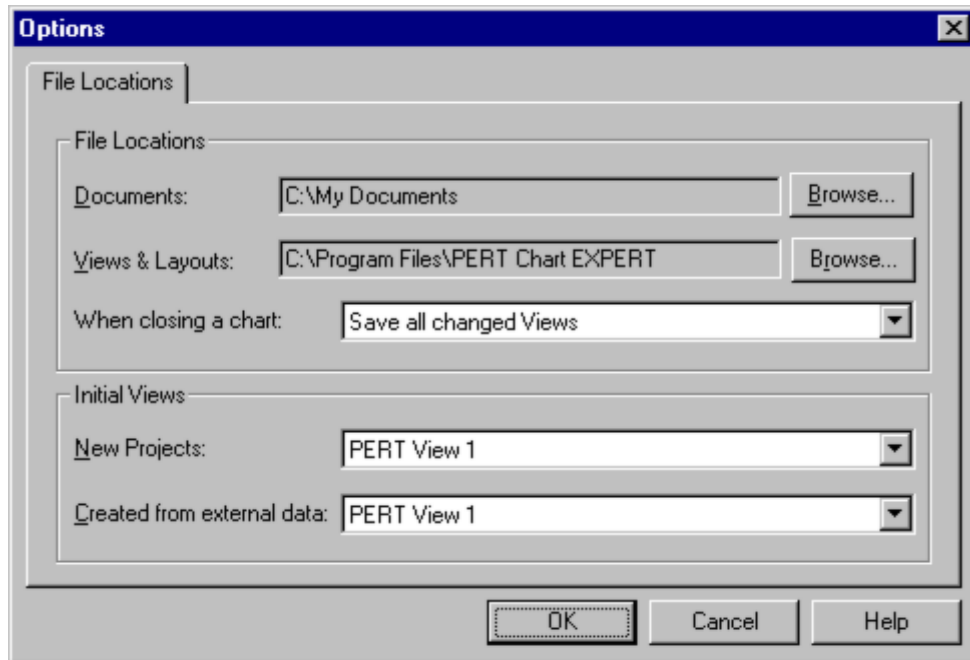 Options
File Locations
File Locations
Documents: C:\My Documents Browse...
Views & Layouts: C:\Program Files\PERT Chart EXPERT Browse...
When closing a chart: Save all changed Views
Initial Views
New Projects: PERT View 1
Created from external data: PERT View 1
OK Cancel Help